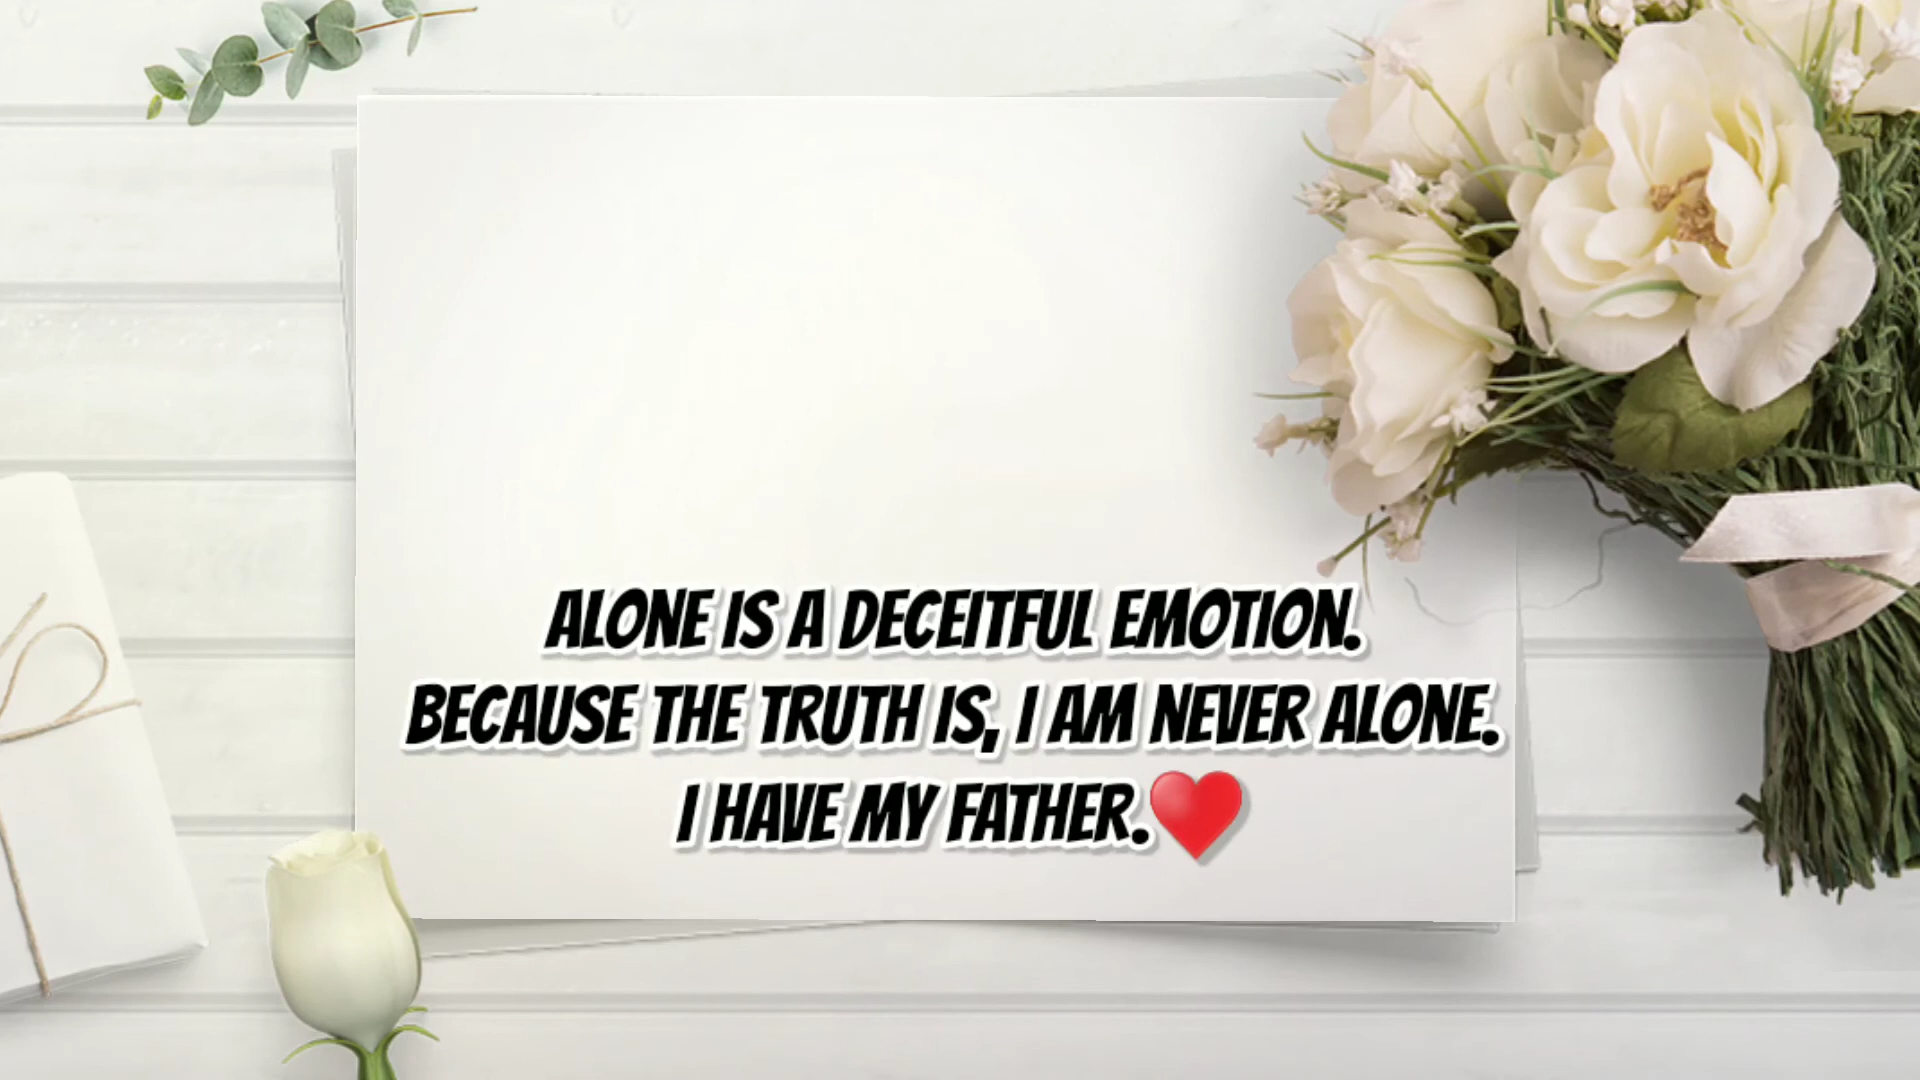 ALONE IS A DECEITFUL EMOTION.
BECAUSE THE TRUTH IS, I AM NEVER ALONE.
I HAVE MY FATHER.❤️